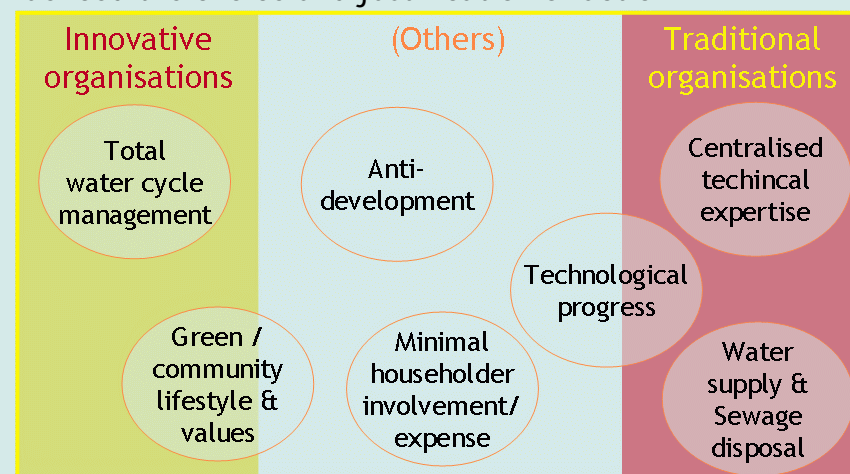 Innovative
organisations
(Others)
Traditional
organisations
Total
water cycle
management
Anti-
development
Centralised
techincal
expertise
Technological
progress
Green /
community
lifestyle &
values
Minimal
householder
involvement/
expense
Water
supply &
Sewage
disposal